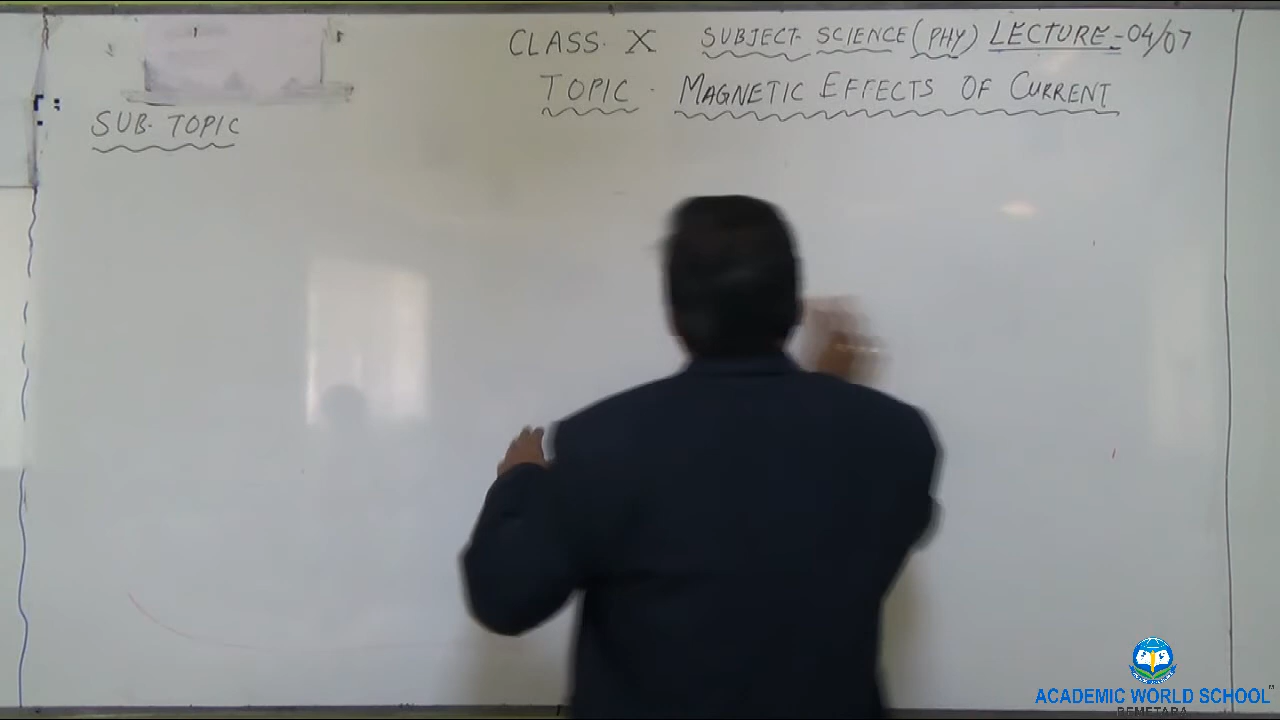 CLASS. X SUBJECT. SCIENCE (PHY) LECTURE - 04/07
TOPIC. MAGNETIC EFFECTS OF CURRENT
SUB. TOPIC
ACADEMIC WORLD SCHOOL
BEMETARA